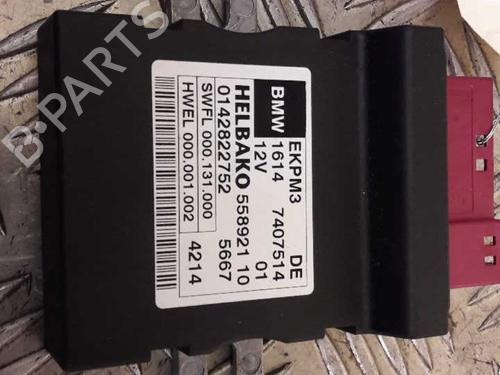 BMW EKPM3 DE
1614 7407514
12V 01
HELBAKO 558921 10
0142822752 5667
SWFL 000.131.000
HWEL 000.001.002 4214
B-PARTS